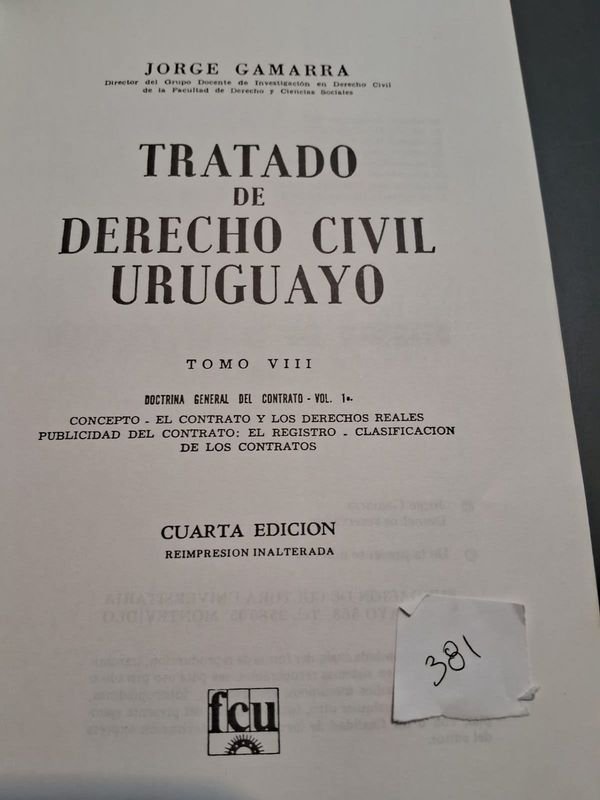 JORGE GAMARRA
Director del Grupo Docente de Investigación en Derecho Civil
de la Facultad de Derecho y Ciencias Sociales
TRATADO
DE
DERECHO CIVIL
URUGUAYO
TOMO VIII
DOCTRINA GENERAL DEL CONTRATO - VOL. 1º.
CONCEPTO - EL CONTRATO Y LOS DERECHOS REALES
PUBLICIDAD DEL CONTRATO: EL REGISTRO - CLASIFICACION
DE LOS CONTRATOS
CUARTA EDICION
REIMPRESION INALTERADA
381
fcu